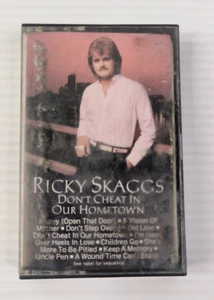 RICKY SKAGGS
DON'T CHEAT IN
OUR HOMETOWN
Honey (Open That Door) • A Vision Of
Mother • Don't Step Over An Old Love •
Don't Cheat In Our Hometown • I'm Head
Over Heels In Love • Children Go • She's
More To Be Pitied • Keep A Memory •
Uncle Pen • A Wound Time Can't Erase
See label for sequence